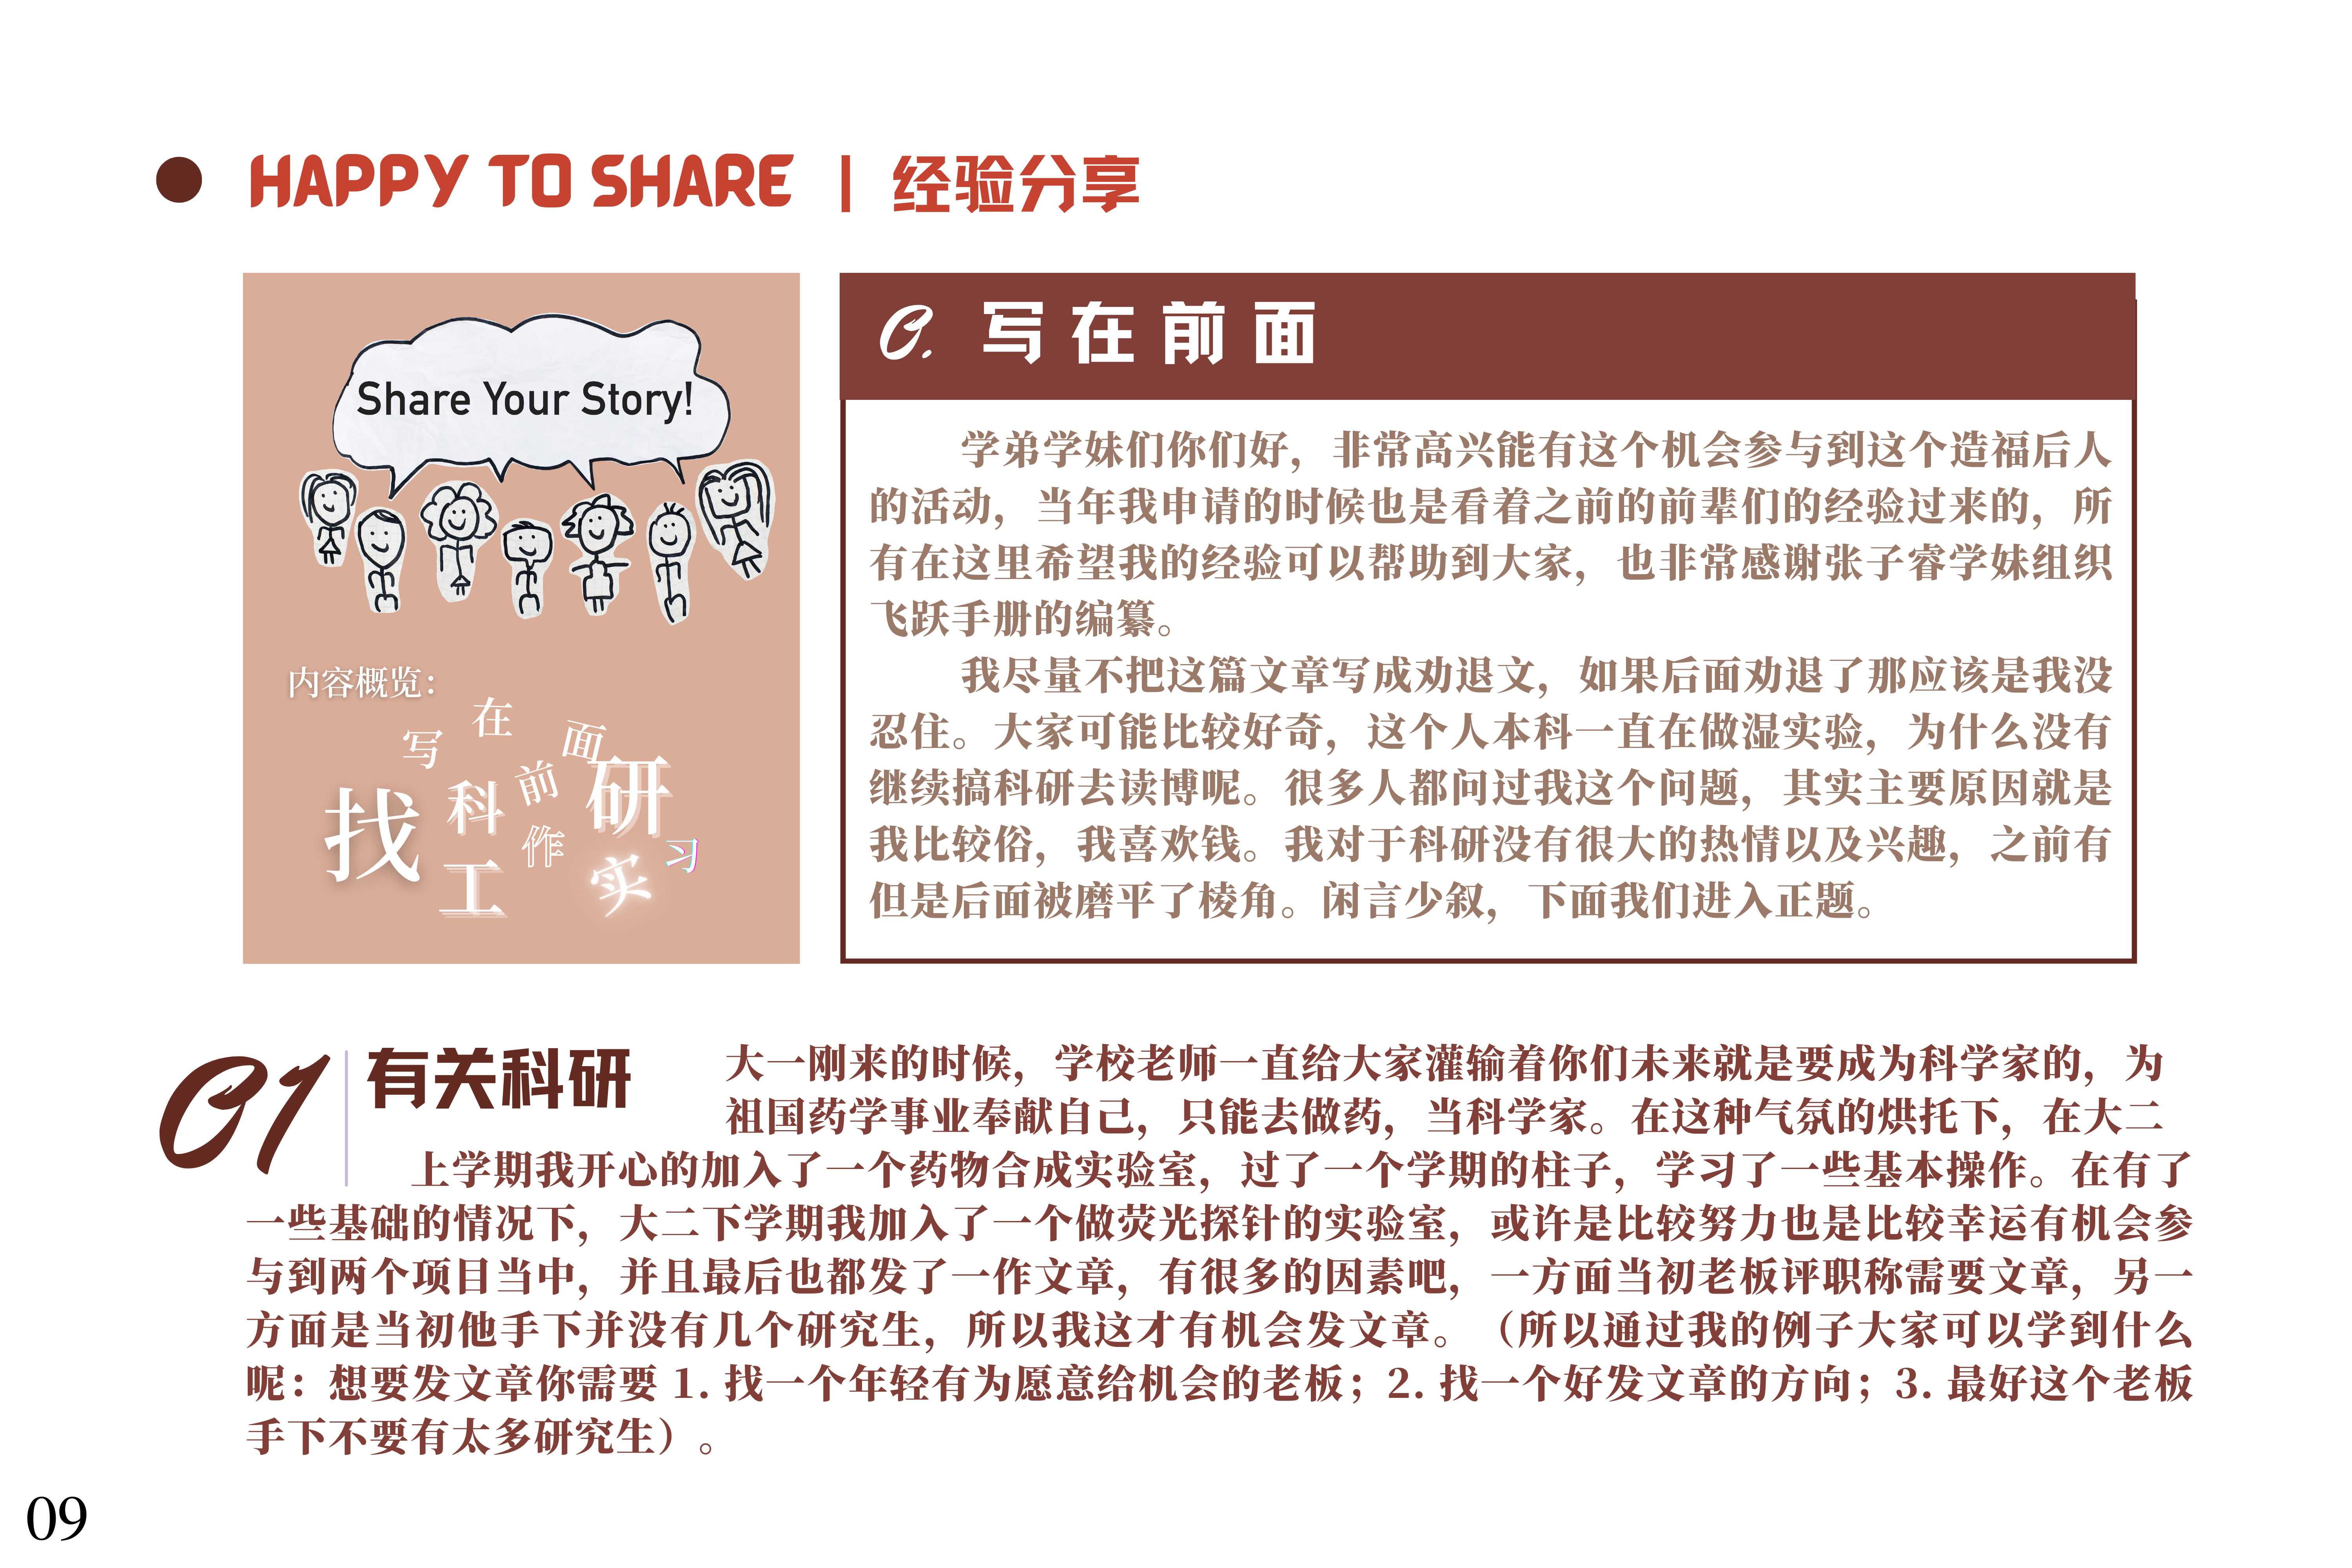 HAPPY TO SHARE | 经验分享
Share Your Story!
内容概览：
写在前面
科研
实习
找工作
0. 写在前面
学弟学妹们你们好，非常高兴能有这个机会参与到这个造福后人
的活动，当年我申请的时候也是看着之前的前辈们的经验过来的，所
有在这里希望我的经验可以帮助到大家，也非常感谢张子睿学妹组织
飞跃手册的编纂。
我尽量不把这篇文章写成劝退文，如果后面劝退了那应该是我没
忍住。大家可能比较好奇，这个人本科一直在做湿实验，为什么没有
继续搞科研去读博呢。很多人都问过我这个问题，其实主要原因就是
我比较俗，我喜欢钱。我对于科研没有很大的热情以及兴趣，之前有
但是后面被磨平了棱角。闲言少叙，下面我们进入正题。
01 有关科研
大一刚来的时候，学校老师一直给大家灌输着你们未来就是要成为科学家的，为
祖国药学事业奉献自己，只能去做药，当科学家。在这种气氛的烘托下，在大二
上学期我开心的加入了一个药物合成实验室，过了一个学期的柱子，学习了一些基本操作。在有了
一些基础的情况下，大二下学期我加入了一个做荧光探针的实验室，或许是比较努力也是比较幸运有机会参
与到两个项目当中，并且最后也都发了一作文章，有很多的因素吧，一方面当初老板评职称需要文章，另一
方面是当初他手下并没有几个研究生，所以我这才有机会发文章。（所以通过我的例子大家可以学到什么
呢：想要发文章你需要 1. 找一个年轻有为愿意给机会的老板；2. 找一个好发文章的方向；3. 最好这个老板
手下不要有太多研究生）。
09